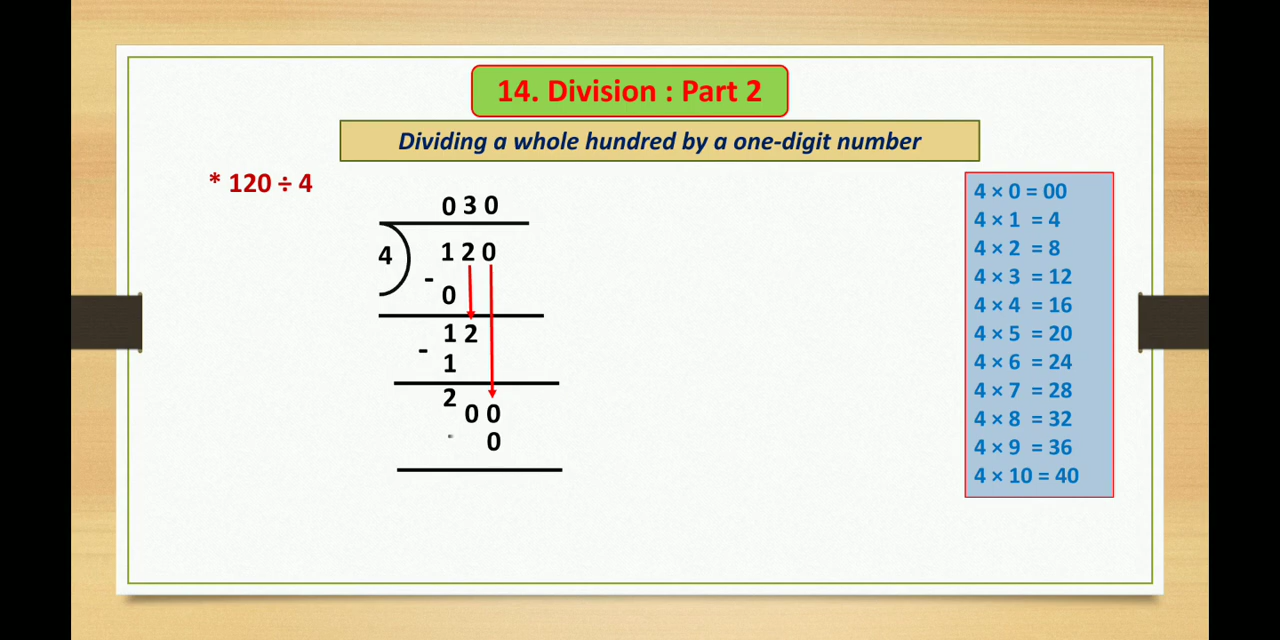 14. Division : Part 2
Dividing a whole hundred by a one-digit number
* 120 ÷ 4
0 3 0
4 1 2 0
-
0
1 2
-
1
2
0 0
-
0
4 × 0 = 00
4 × 1 = 4
4 × 2 = 8
4 × 3 = 12
4 × 4 = 16
4 × 5 = 20
4 × 6 = 24
4 × 7 = 28
4 × 8 = 32
4 × 9 = 36
4 × 10 = 40